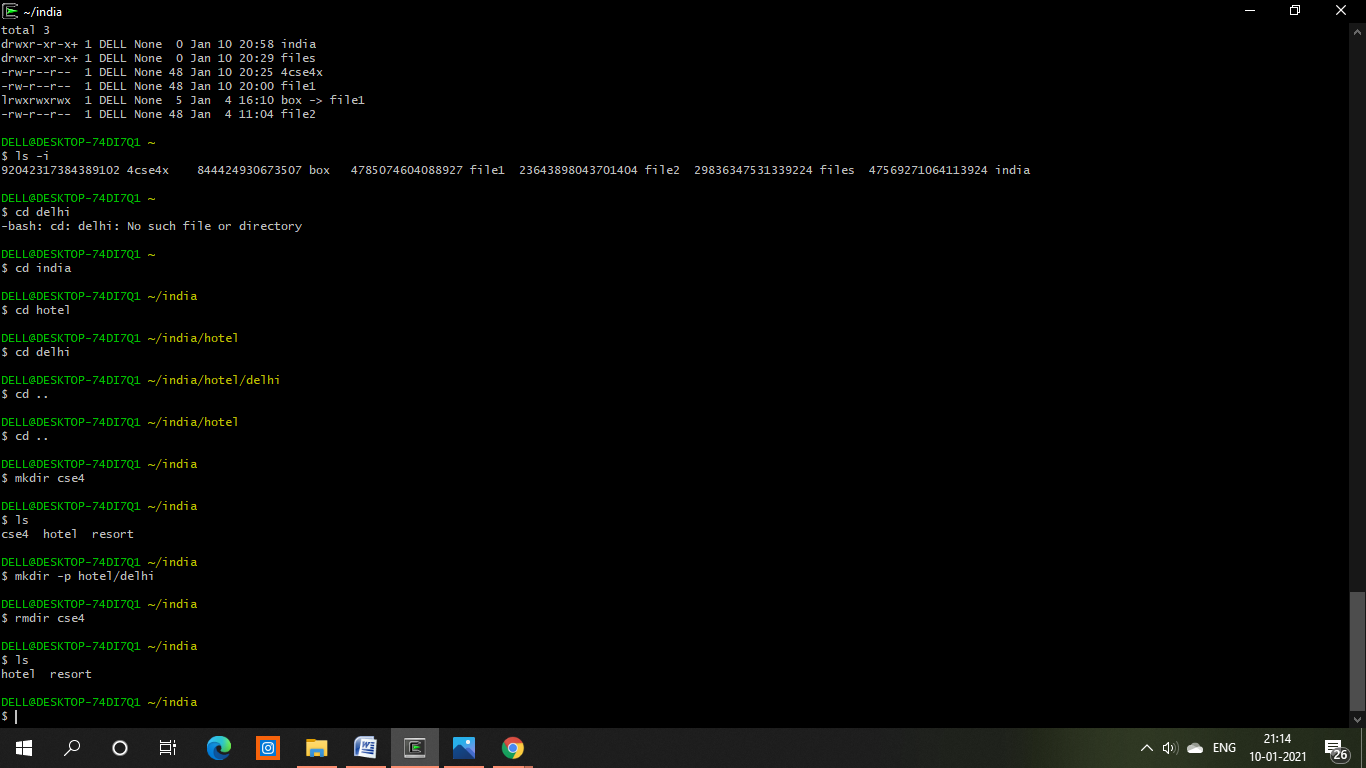 ~/india
total 3
drwxr-xr-x+ 1 DELL None  0 Jan 10 20:58 india
drwxr-xr-x+ 1 DELL None  0 Jan 10 20:29 files
-rw-r--r--  1 DELL None 48 Jan 10 20:25 4cse4x
-rw-r--r--  1 DELL None 48 Jan 10 20:00 file1
lrwxrwxrwx  1 DELL None  5 Jan  4 16:10 box -> file1
-rw-r--r--  1 DELL None 48 Jan  4 11:04 file2
DELL@DESKTOP-74DI7Q1 ~
$ ls -i
92042317384389102 4cse4x    844424930673507 box   4785074604088927 file1  23643898043701404 file2  29836347531339224 files  47569271064113924 india
DELL@DESKTOP-74DI7Q1 ~
$ cd delhi
-bash: cd: delhi: No such file or directory
DELL@DESKTOP-74DI7Q1 ~
$ cd india
DELL@DESKTOP-74DI7Q1 ~/india
$ cd hotel
DELL@DESKTOP-74DI7Q1 ~/india/hotel
$ cd delhi
DELL@DESKTOP-74DI7Q1 ~/india/hotel/delhi
$ cd ..
DELL@DESKTOP-74DI7Q1 ~/india/hotel
$ cd ..
DELL@DESKTOP-74DI7Q1 ~/india
$ mkdir cse4
DELL@DESKTOP-74DI7Q1 ~/india
$ ls
cse4  hotel  resort
DELL@DESKTOP-74DI7Q1 ~/india
$ mkdir -p hotel/delhi
DELL@DESKTOP-74DI7Q1 ~/india
$ rmdir cse4
DELL@DESKTOP-74DI7Q1 ~/india
$ ls
hotel  resort
DELL@DESKTOP-74DI7Q1 ~/india
$
ENG
21:14
10-01-2021
26